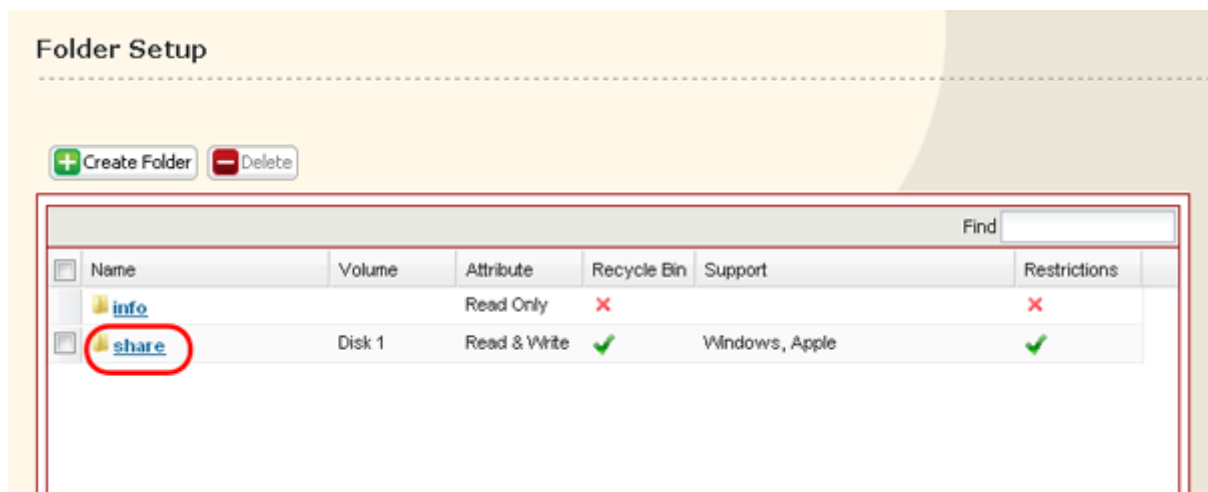 Folder Setup
Create Folder Delete
Find
Name Volume Attribute Recycle Bin Support Restrictions
info Read Only
share Disk 1 Read & Write Windows, Apple